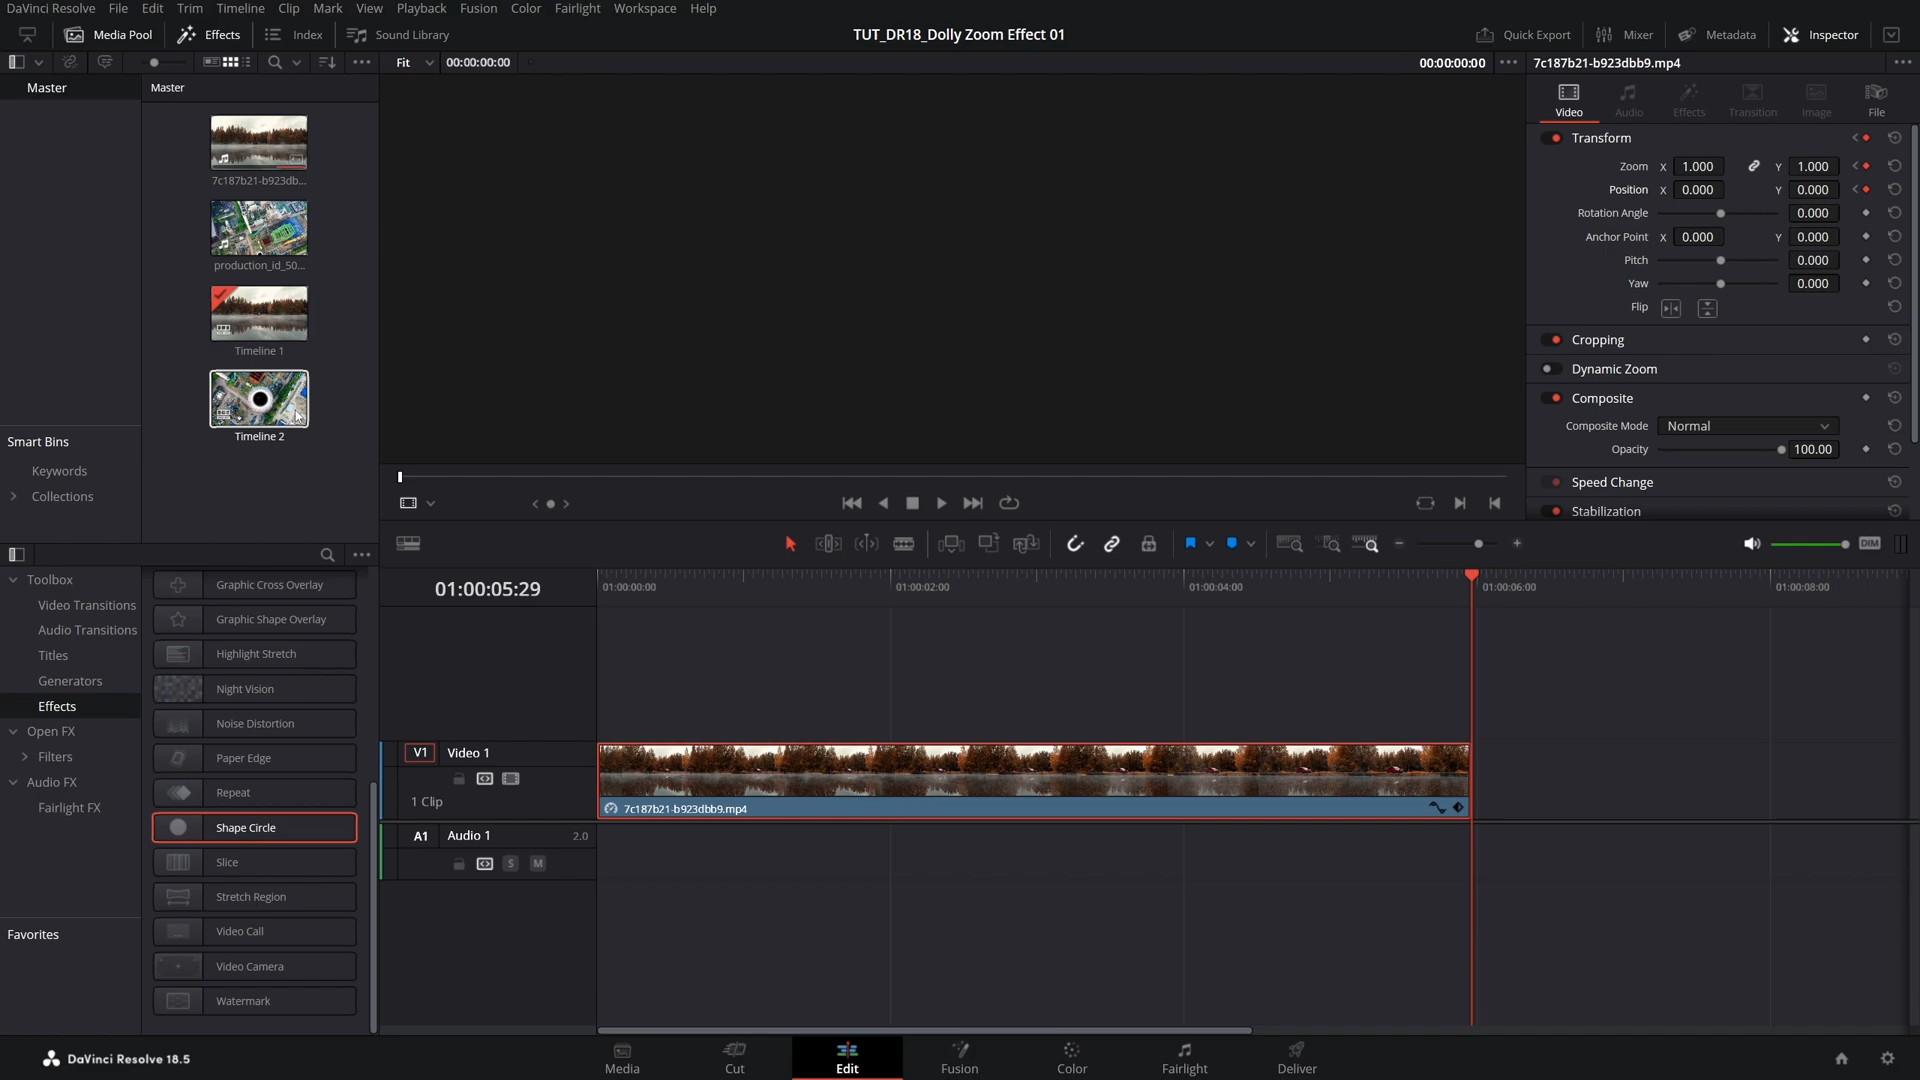 DaVinci Resolve File Edit Trim Timeline Clip Mark View Playback Fusion Color Fairlight Workspace Help
Media Pool Effects Index Sound Library TUT_DR18_Dolly Zoom Effect 01 Quick Export Mixer Metadata Inspector
Fit 00:00:00:00 00:00:00:00 7c187b21-b923dbb9.mp4
Master Master
7c187b21-b923db...
production_id_50...
Timeline 1
Timeline 2
Smart Bins
Keywords
Collections
Video Audio Effects Transition Image File
Transform
Zoom X 1.000 Y 1.000
Position X 0.000 Y 0.000
Rotation Angle 0.000
Anchor Point X 0.000 Y 0.000
Pitch 0.000
Yaw 0.000
Flip
Cropping
Dynamic Zoom
Composite
Composite Mode Normal
Opacity 100.00
Speed Change
Stabilization
DIM
Toolbox
Video Transitions
Audio Transitions
Titles
Generators
Effects
Open FX
Filters
Audio FX
Fairlight FX
Favorites
Graphic Cross Overlay
Graphic Shape Overlay
Highlight Stretch
Night Vision
Noise Distortion
Paper Edge
Repeat
Shape Circle
Slice
Stretch Region
Video Call
Video Camera
Watermark
01:00:05:29 01:00:00:00 01:00:02:00 01:00:04:00 01:00:06:00 01:00:08:00
V1 Video 1
1 Clip
7c187b21-b923dbb9.mp4
A1 Audio 1 2.0
S M
DaVinci Resolve 18.5 Media Cut Edit Fusion Color Fairlight Deliver